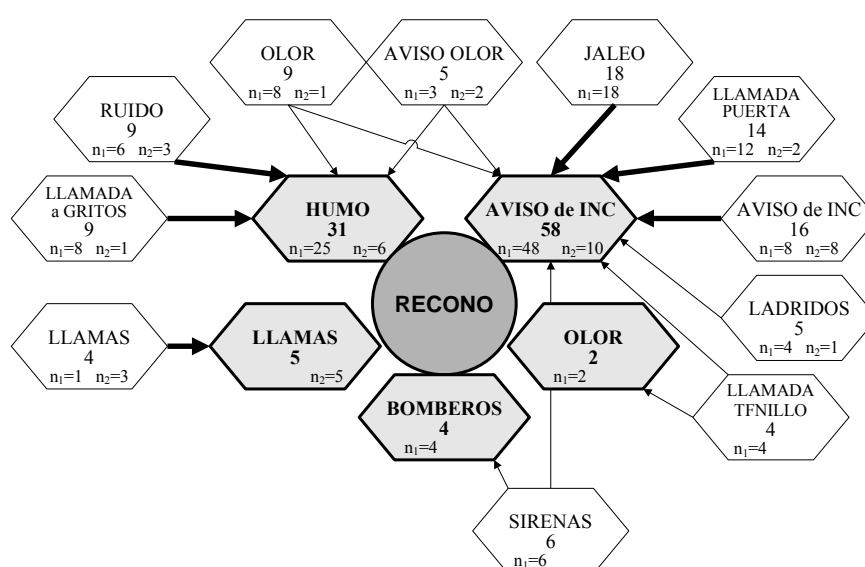 OLOR
9
n₁=8 n₂=1
AVISO OLOR
5
n₁=3 n₂=2
JALEO
18
n₁=18
RUIDO
9
n₁=6 n₂=3
LLAMADA
PUERTA
14
n₁=12 n₂=2
LLAMADA
a GRITOS
9
n₁=8 n₂=1
HUMO
31
n₁=25 n₂=6
AVISO de INC
58
n₁=48 n₂=10
AVISO de INC
16
n₁=8 n₂=8
RECONO
LLAMAS
4
n₁=1 n₂=3
LLAMAS
5
n₂=5
OLOR
2
n₁=2
LADRIDOS
5
n₁=4 n₂=1
BOMBEROS
4
n₁=4
LLAMADA
TFNILLO
4
n₁=4
SIRENAS
6
n₁=6